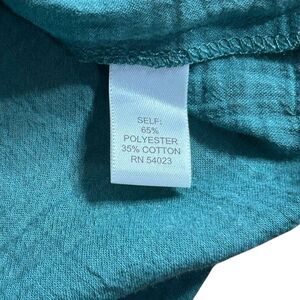 SELF:
65%
POLYESTER
35% COTTON
RN 54023